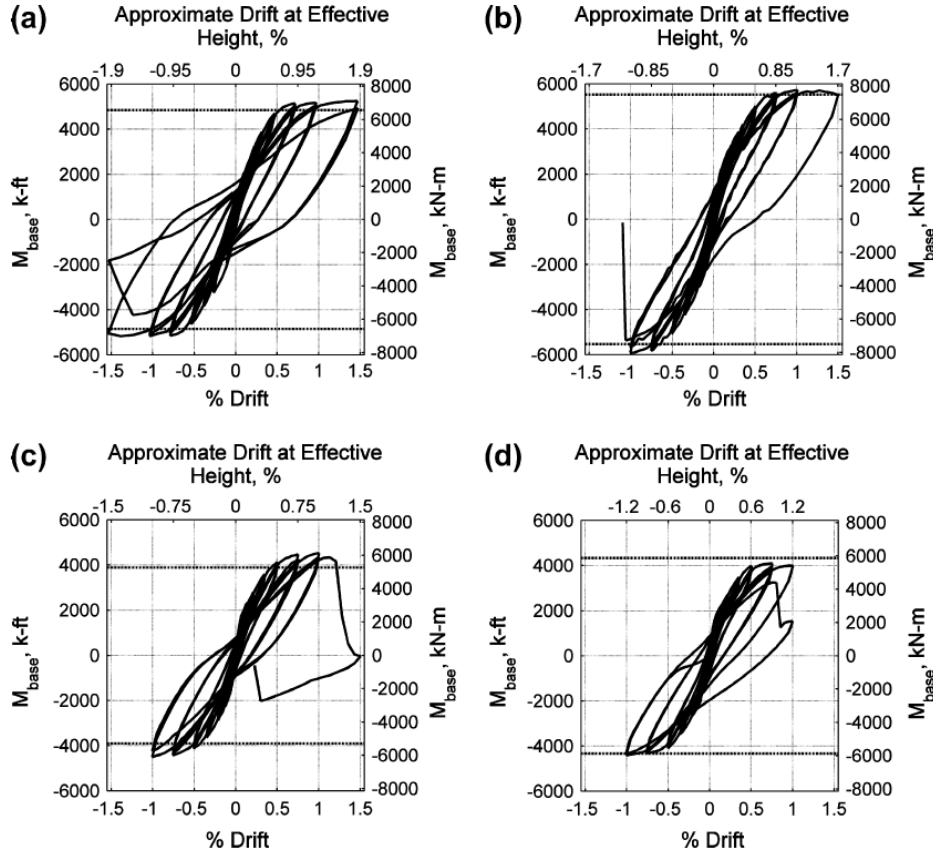 (a)
Approximate Drift at Effective
Height, %
-1.9 -0.95 0 0.95 1.9
6000
4000
2000
0
-2000
-4000
-6000
M_base, k-ft
8000
6000
4000
2000
0
-2000
-4000
-6000
-8000
M_base, kN-m
-1.5 -1 -0.5 0 0.5 1 1.5
% Drift
(b)
Approximate Drift at Effective
Height, %
-1.7 -0.85 0 0.85 1.7
6000
4000
2000
0
-2000
-4000
-6000
M_base, k-ft
8000
6000
4000
2000
0
-2000
-4000
-6000
-8000
M_base, kN-m
-1.5 -1 -0.5 0 0.5 1 1.5
% Drift
(c)
Approximate Drift at Effective
Height, %
-1.5 -0.75 0 0.75 1.5
6000
4000
2000
0
-2000
-4000
-6000
M_base, k-ft
8000
6000
4000
2000
0
-2000
-4000
-6000
-8000
M_base, kN-m
-1.5 -1 -0.5 0 0.5 1 1.5
% Drift
(d)
Approximate Drift at Effective
Height, %
-1.2 -0.6 0 0.6 1.2
6000
4000
2000
0
-2000
-4000
-6000
M_base, k-ft
8000
6000
4000
2000
0
-2000
-4000
-6000
-8000
M_base, kN-m
-1.5 -1 -0.5 0 0.5 1 1.5
% Drift